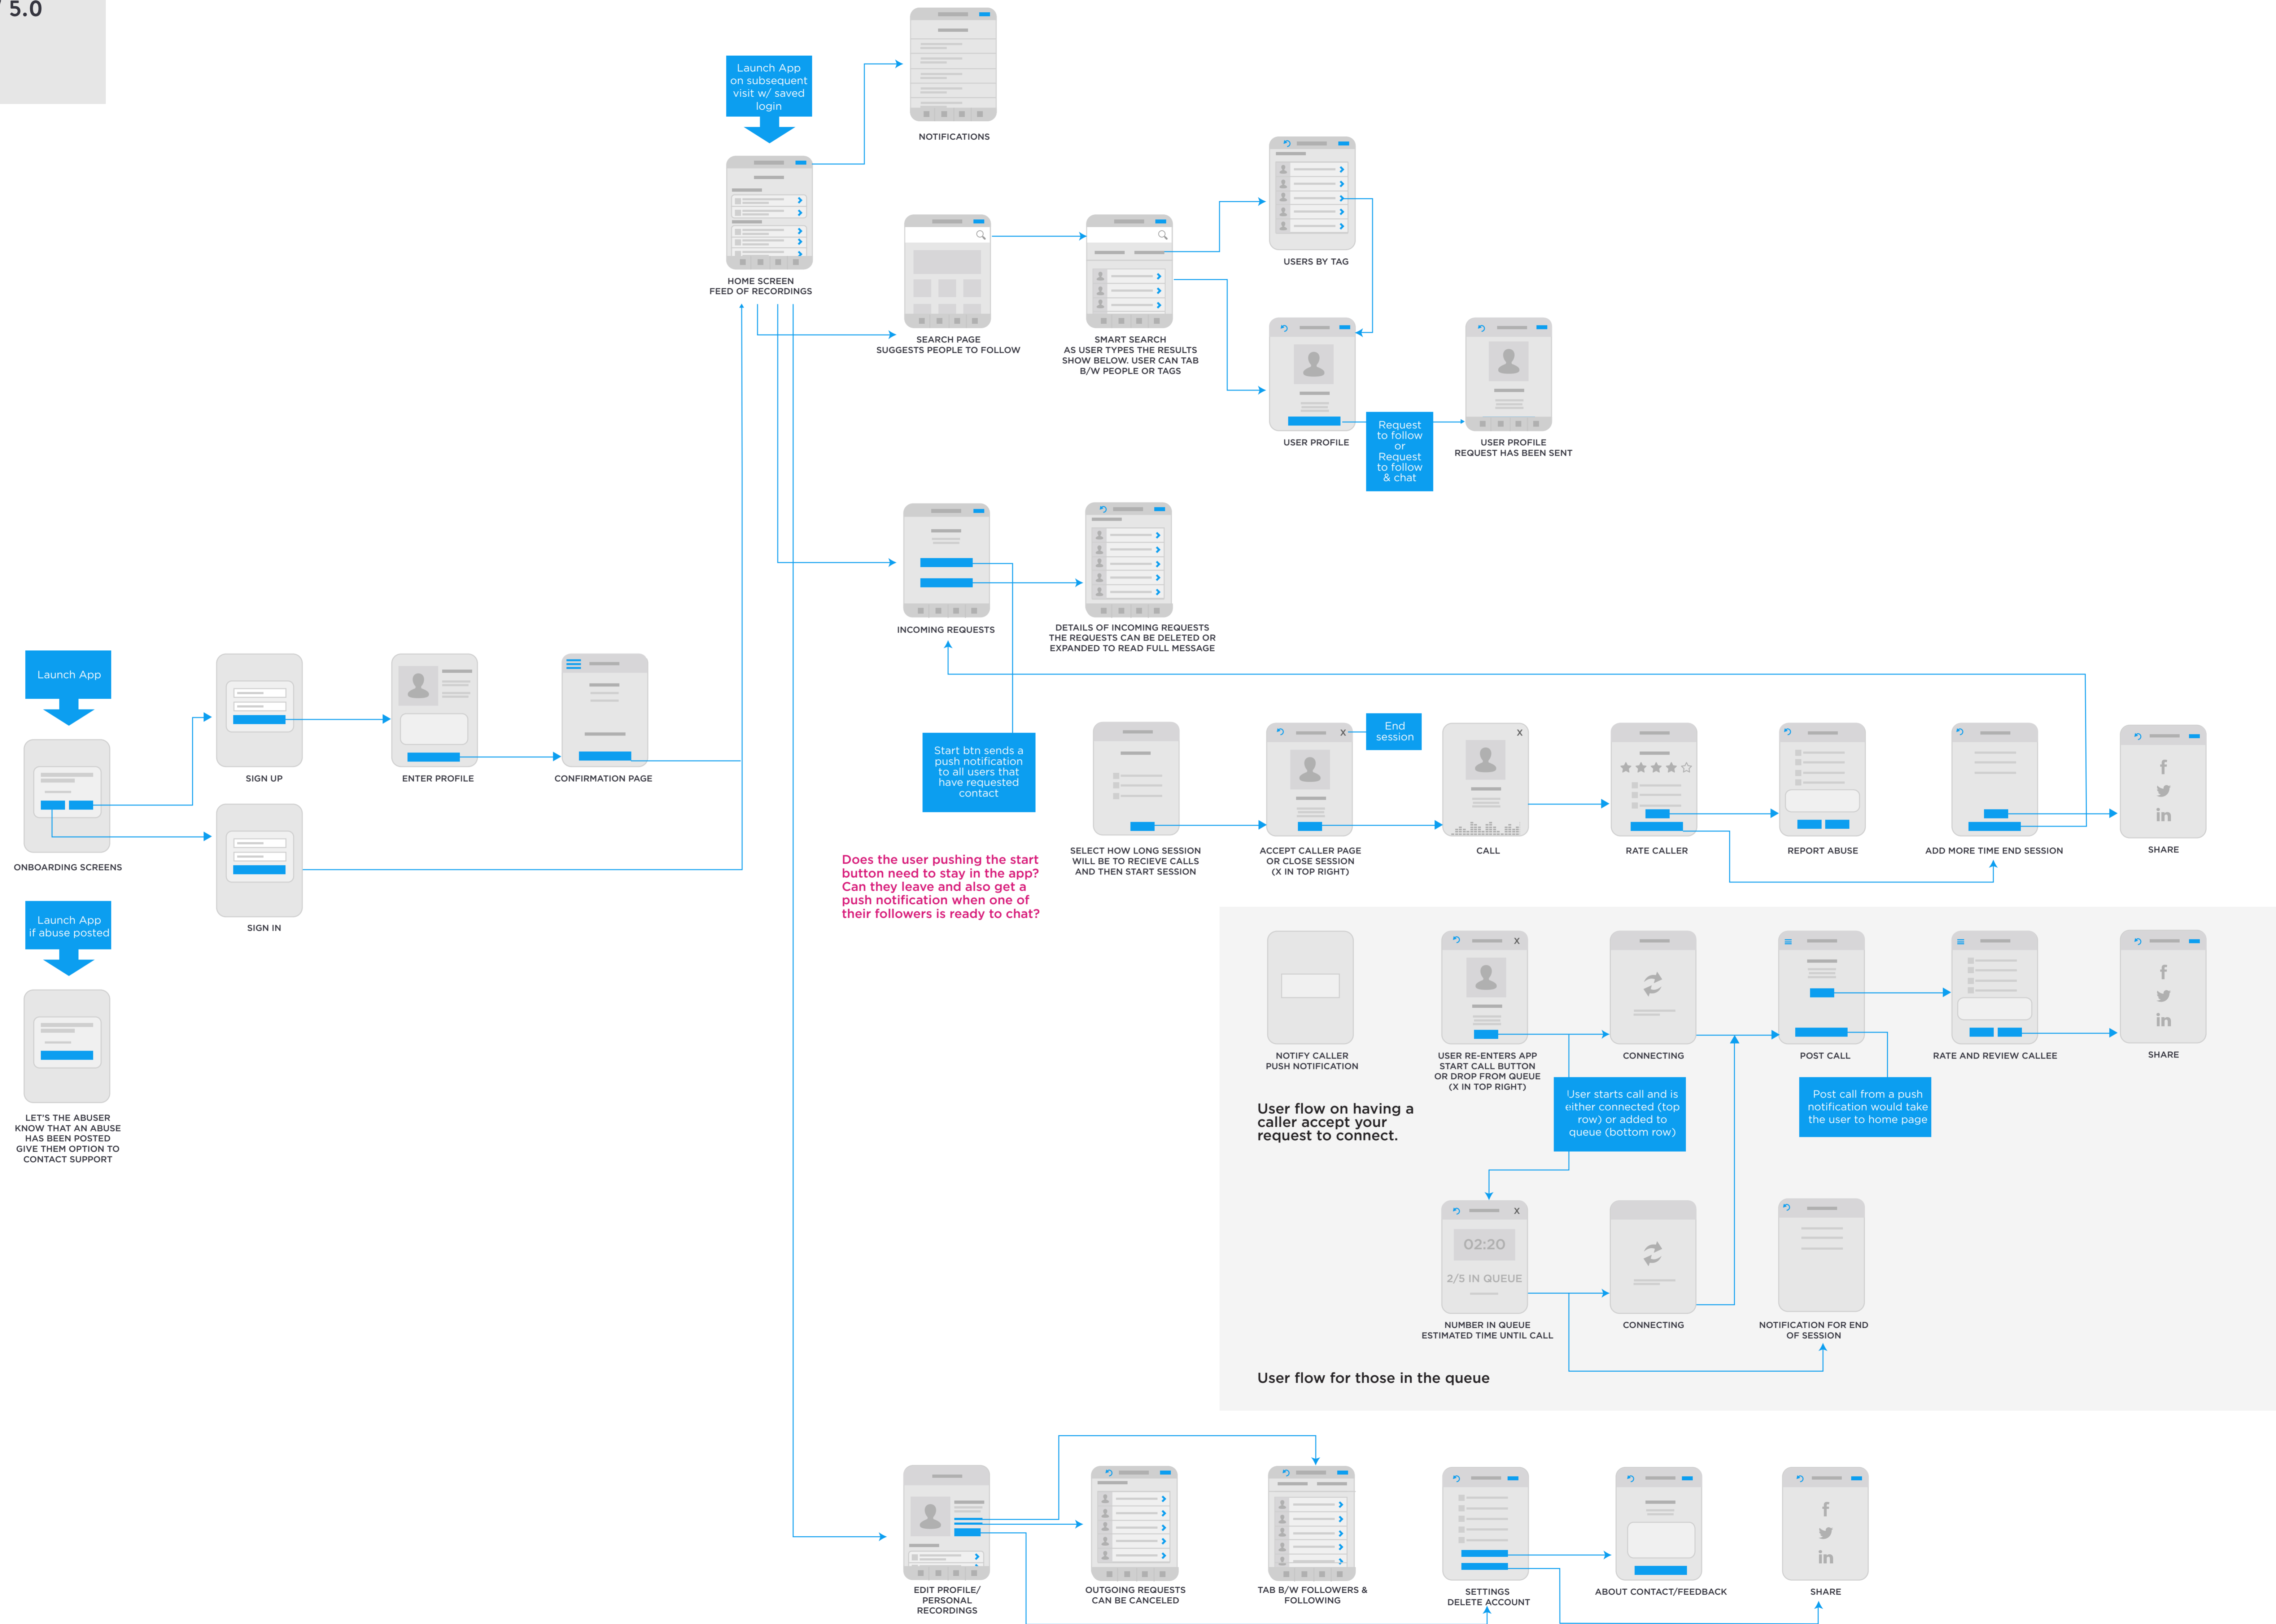 5.0
Launch App
on subsequent
visit w/ saved
login
NOTIFICATIONS
HOME SCREEN
FEED OF RECORDINGS
USERS BY TAG
SEARCH PAGE
SUGGESTS PEOPLE TO FOLLOW
SMART SEARCH
AS USER TYPES THE RESULTS
SHOW BELOW. USER CAN TAB
B/W PEOPLE OR TAGS
USER PROFILE
Request
to follow
or
Request
to follow
& chat
USER PROFILE
REQUEST HAS BEEN SENT
INCOMING REQUESTS
DETAILS OF INCOMING REQUESTS
THE REQUESTS CAN BE DELETED OR
EXPANDED TO READ FULL MESSAGE
Launch App
ONBOARDING SCREENS
SIGN UP
ENTER PROFILE
CONFIRMATION PAGE
SIGN IN
Launch App
if abuse posted
LET'S THE ABUSER
KNOW THAT AN ABUSE
HAS BEEN POSTED
GIVE THEM OPTION TO
CONTACT SUPPORT
Start btn sends a
push notification
to all users that
have requested
contact
Does the user pushing the start
button need to stay in the app?
Can they leave and also get a
push notification when one of
their followers is ready to chat?
SELECT HOW LONG SESSION
WILL BE TO RECIEVE CALLS
AND THEN START SESSION
X
End
session
ACCEPT CALLER PAGE
OR CLOSE SESSION
(X IN TOP RIGHT)
X
CALL
RATE CALLER
REPORT ABUSE
ADD MORE TIME END SESSION
f
in
SHARE
NOTIFY CALLER
PUSH NOTIFICATION
X
USER RE-ENTERS APP
START CALL BUTTON
OR DROP FROM QUEUE
(X IN TOP RIGHT)
CONNECTING
POST CALL
RATE AND REVIEW CALLEE
f
in
SHARE
User flow on having a
caller accept your
request to connect.
User starts call and is
either connected (top
row) or added to
queue (bottom row)
Post call from a push
notification would take
the user to home page
X
02:20
2/5 IN QUEUE
NUMBER IN QUEUE
ESTIMATED TIME UNTIL CALL
CONNECTING
NOTIFICATION FOR END
OF SESSION
User flow for those in the queue
EDIT PROFILE/
PERSONAL
RECORDINGS
OUTGOING REQUESTS
CAN BE CANCELED
TAB B/W FOLLOWERS &
FOLLOWING
SETTINGS
DELETE ACCOUNT
ABOUT CONTACT/FEEDBACK
f
in
SHARE